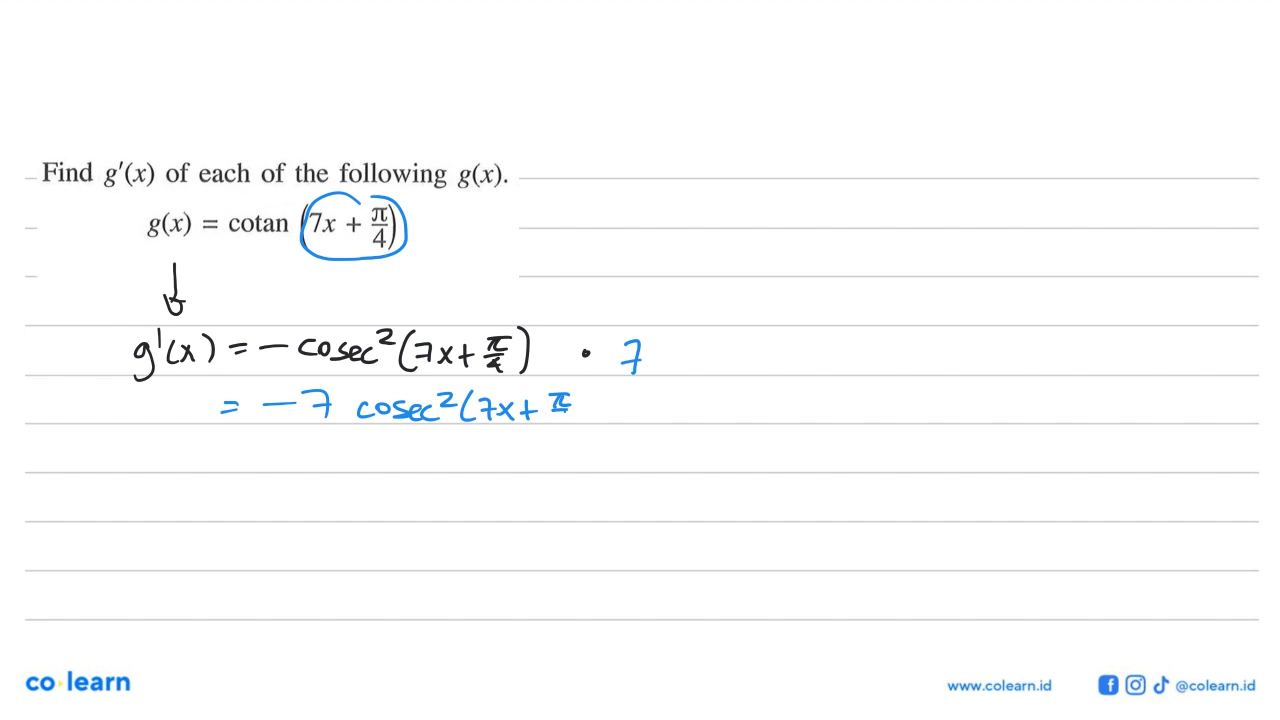 Find g'(x) of each of the following g(x).
g(x) = cotan (7x + π/4)
g'(x) = - cosec²(7x + π/4) · 7
= -7 cosec²(7x + π
co learn
www.colearn.id @colearn.id